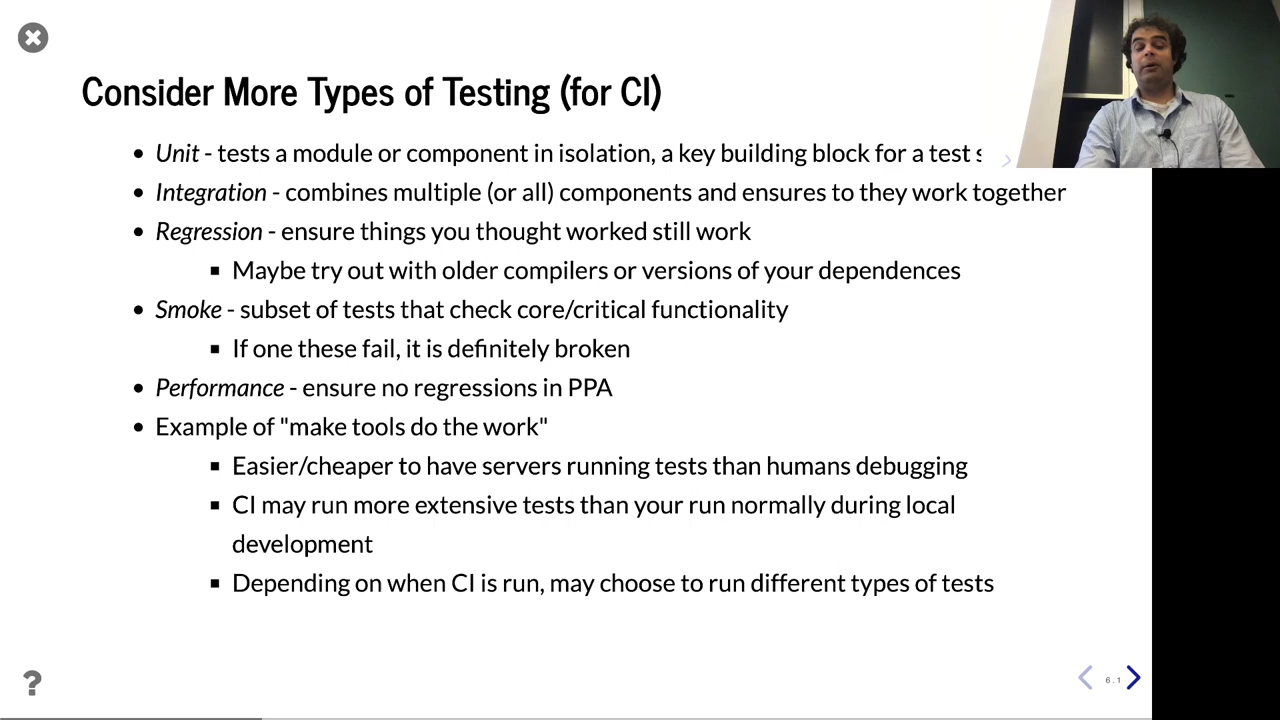 Consider More Types of Testing (for CI)
Unit - tests a module or component in isolation, a key building block for a test
Integration - combines multiple (or all) components and ensures to they work together
Regression - ensure things you thought worked still work
Maybe try out with older compilers or versions of your dependences
Smoke - subset of tests that check core/critical functionality
If one these fail, it is definitely broken
Performance - ensure no regressions in PPA
Example of "make tools do the work"
Easier/cheaper to have servers running tests than humans debugging
CI may run more extensive tests than your run normally during local
development
Depending on when CI is run, may choose to run different types of tests
?
6.1